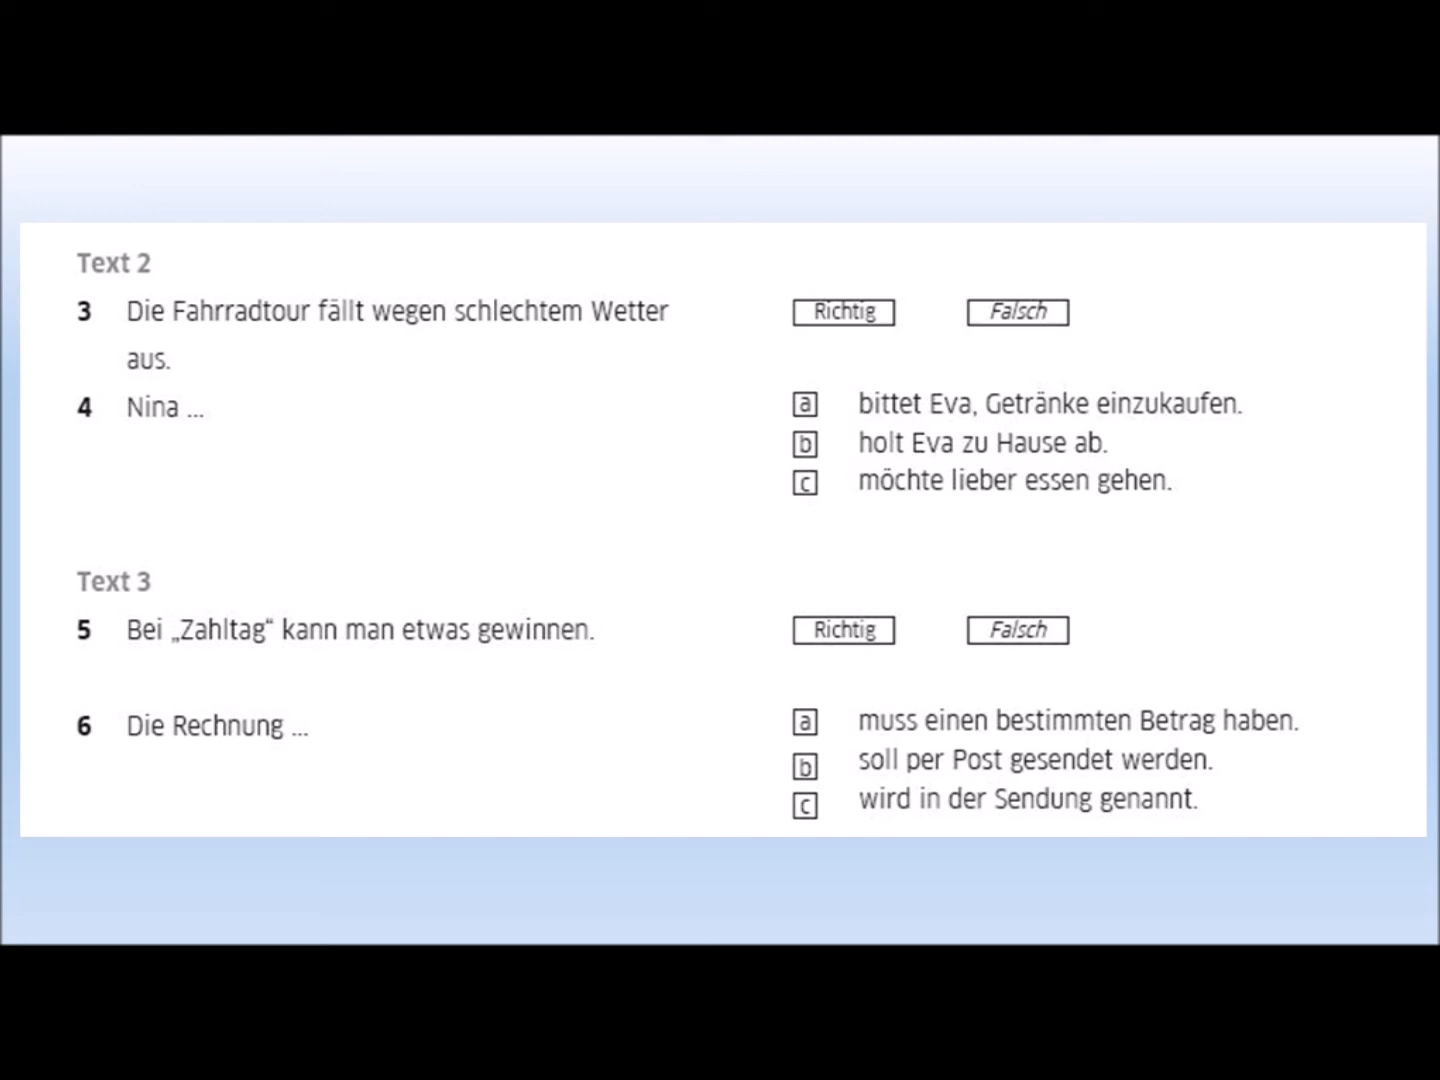 Text 2
3 Die Fahrradtour fällt wegen schlechtem Wetter Richtig Falsch
aus.
4 Nina ... a bittet Eva, Getränke einzukaufen.
b holt Eva zu Hause ab.
c möchte lieber essen gehen.
Text 3
5 Bei „Zahltag“ kann man etwas gewinnen. Richtig Falsch
6 Die Rechnung ... a muss einen bestimmten Betrag haben.
b soll per Post gesendet werden.
c wird in der Sendung genannt.